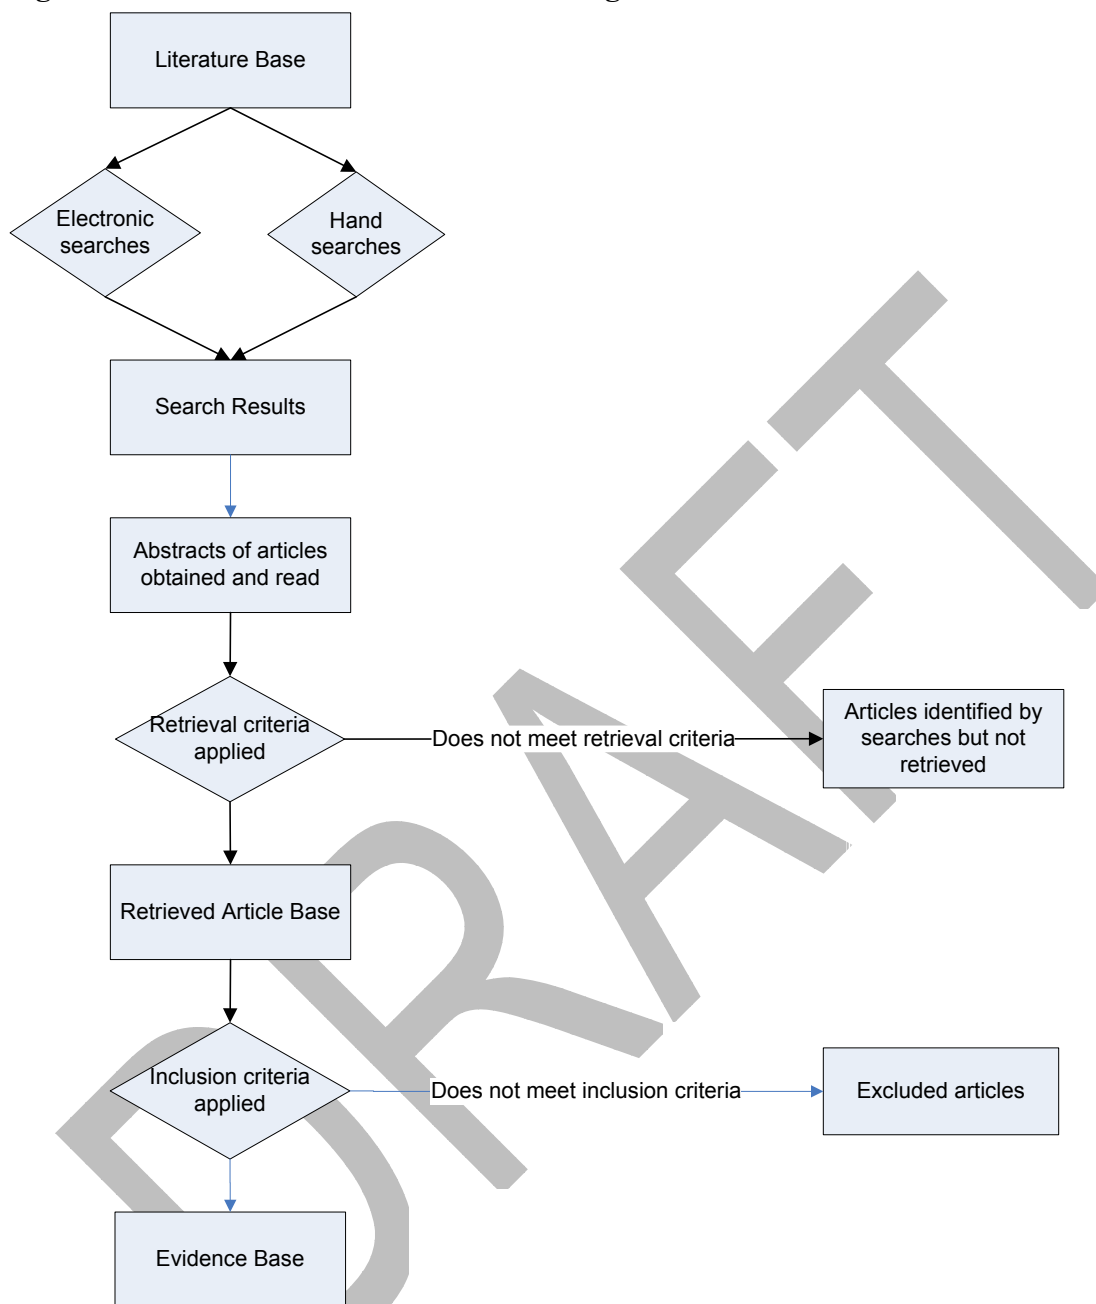 Literature Base
Electronic
searches
Hand
searches
Search Results
Abstracts of articles
obtained and read
Retrieval criteria
applied
Does not meet retrieval criteria
Articles identified by
searches but not
retrieved
Retrieved Article Base
Inclusion criteria
applied
Does not meet inclusion criteria
Excluded articles
Evidence Base
DRAFT